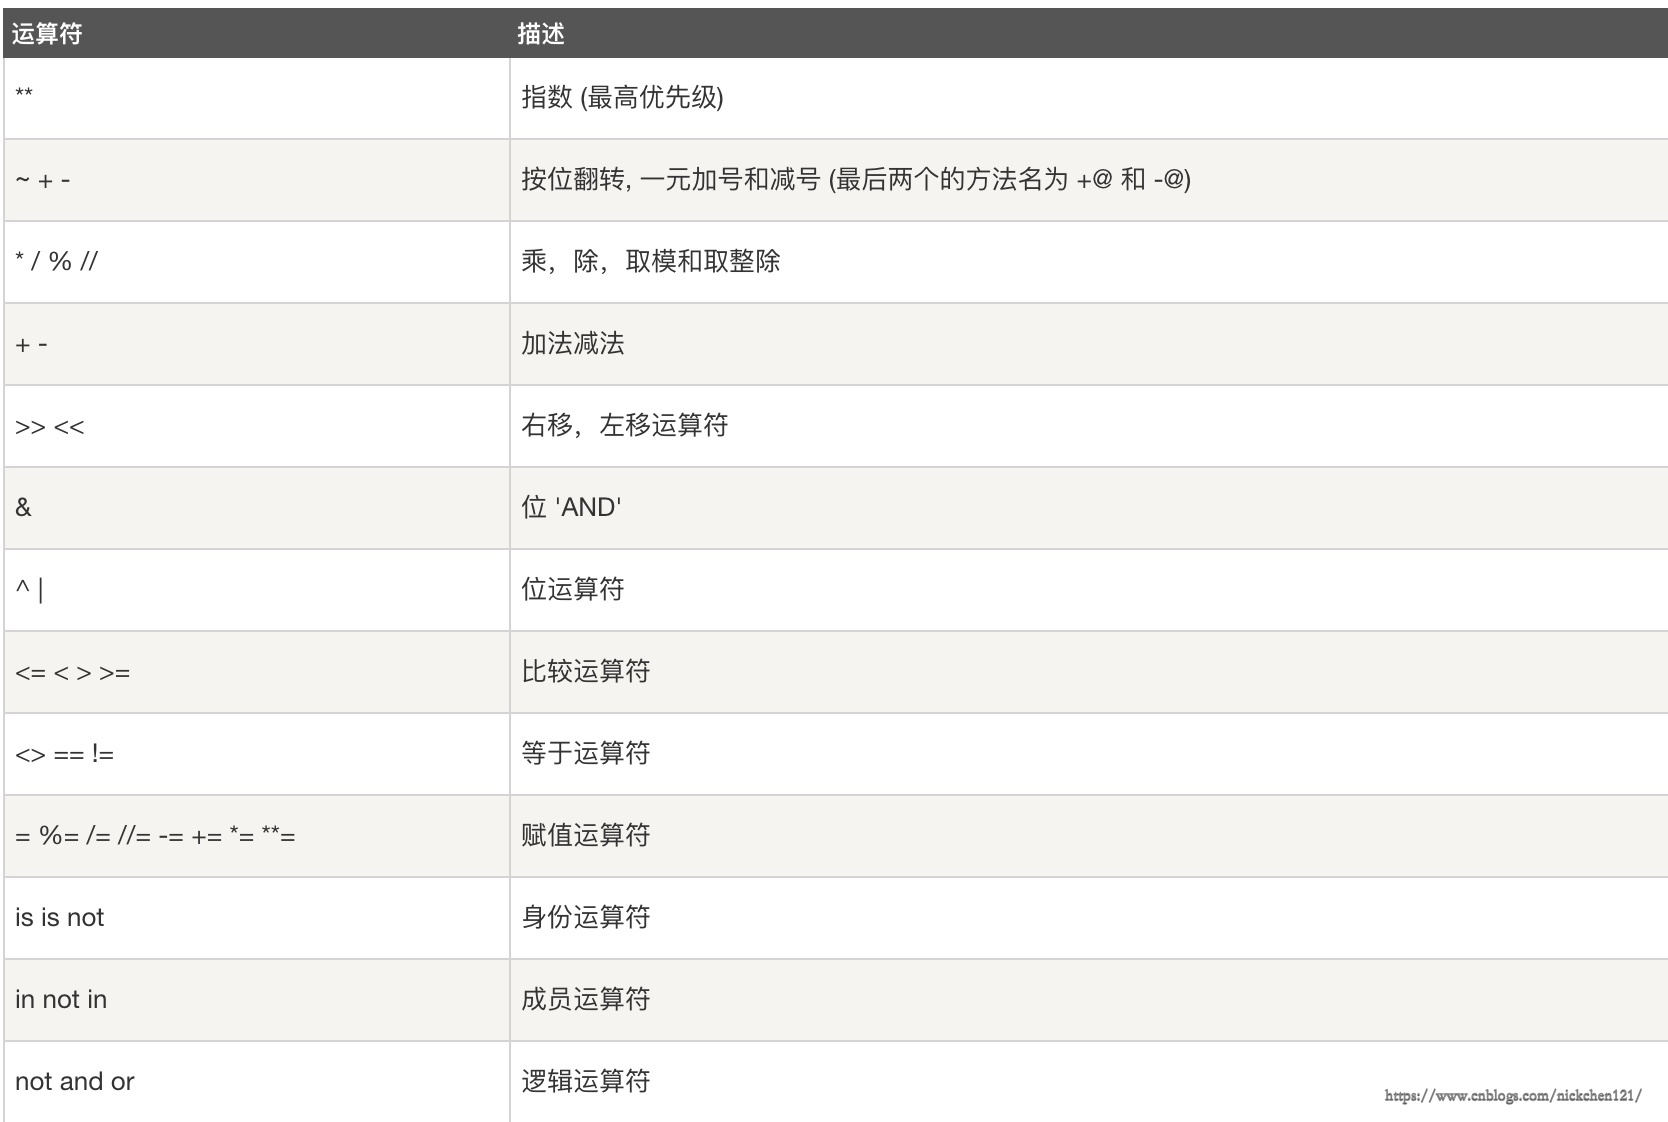 运算符 描述
** 指数 (最高优先级)
~ + - 按位翻转, 一元加号和减号 (最后两个的方法名为 +@ 和 -@)
* / % // 乘，除，取模和取整除
+ - 加法减法
>> << 右移，左移运算符
& 位 'AND'
^ | 位运算符
<= < > >= 比较运算符
<> == != 等于运算符
= %= /= //= -= += *= **= 赋值运算符
is is not 身份运算符
in not in 成员运算符
not and or 逻辑运算符
https://www.cnblogs.com/nickchen121/